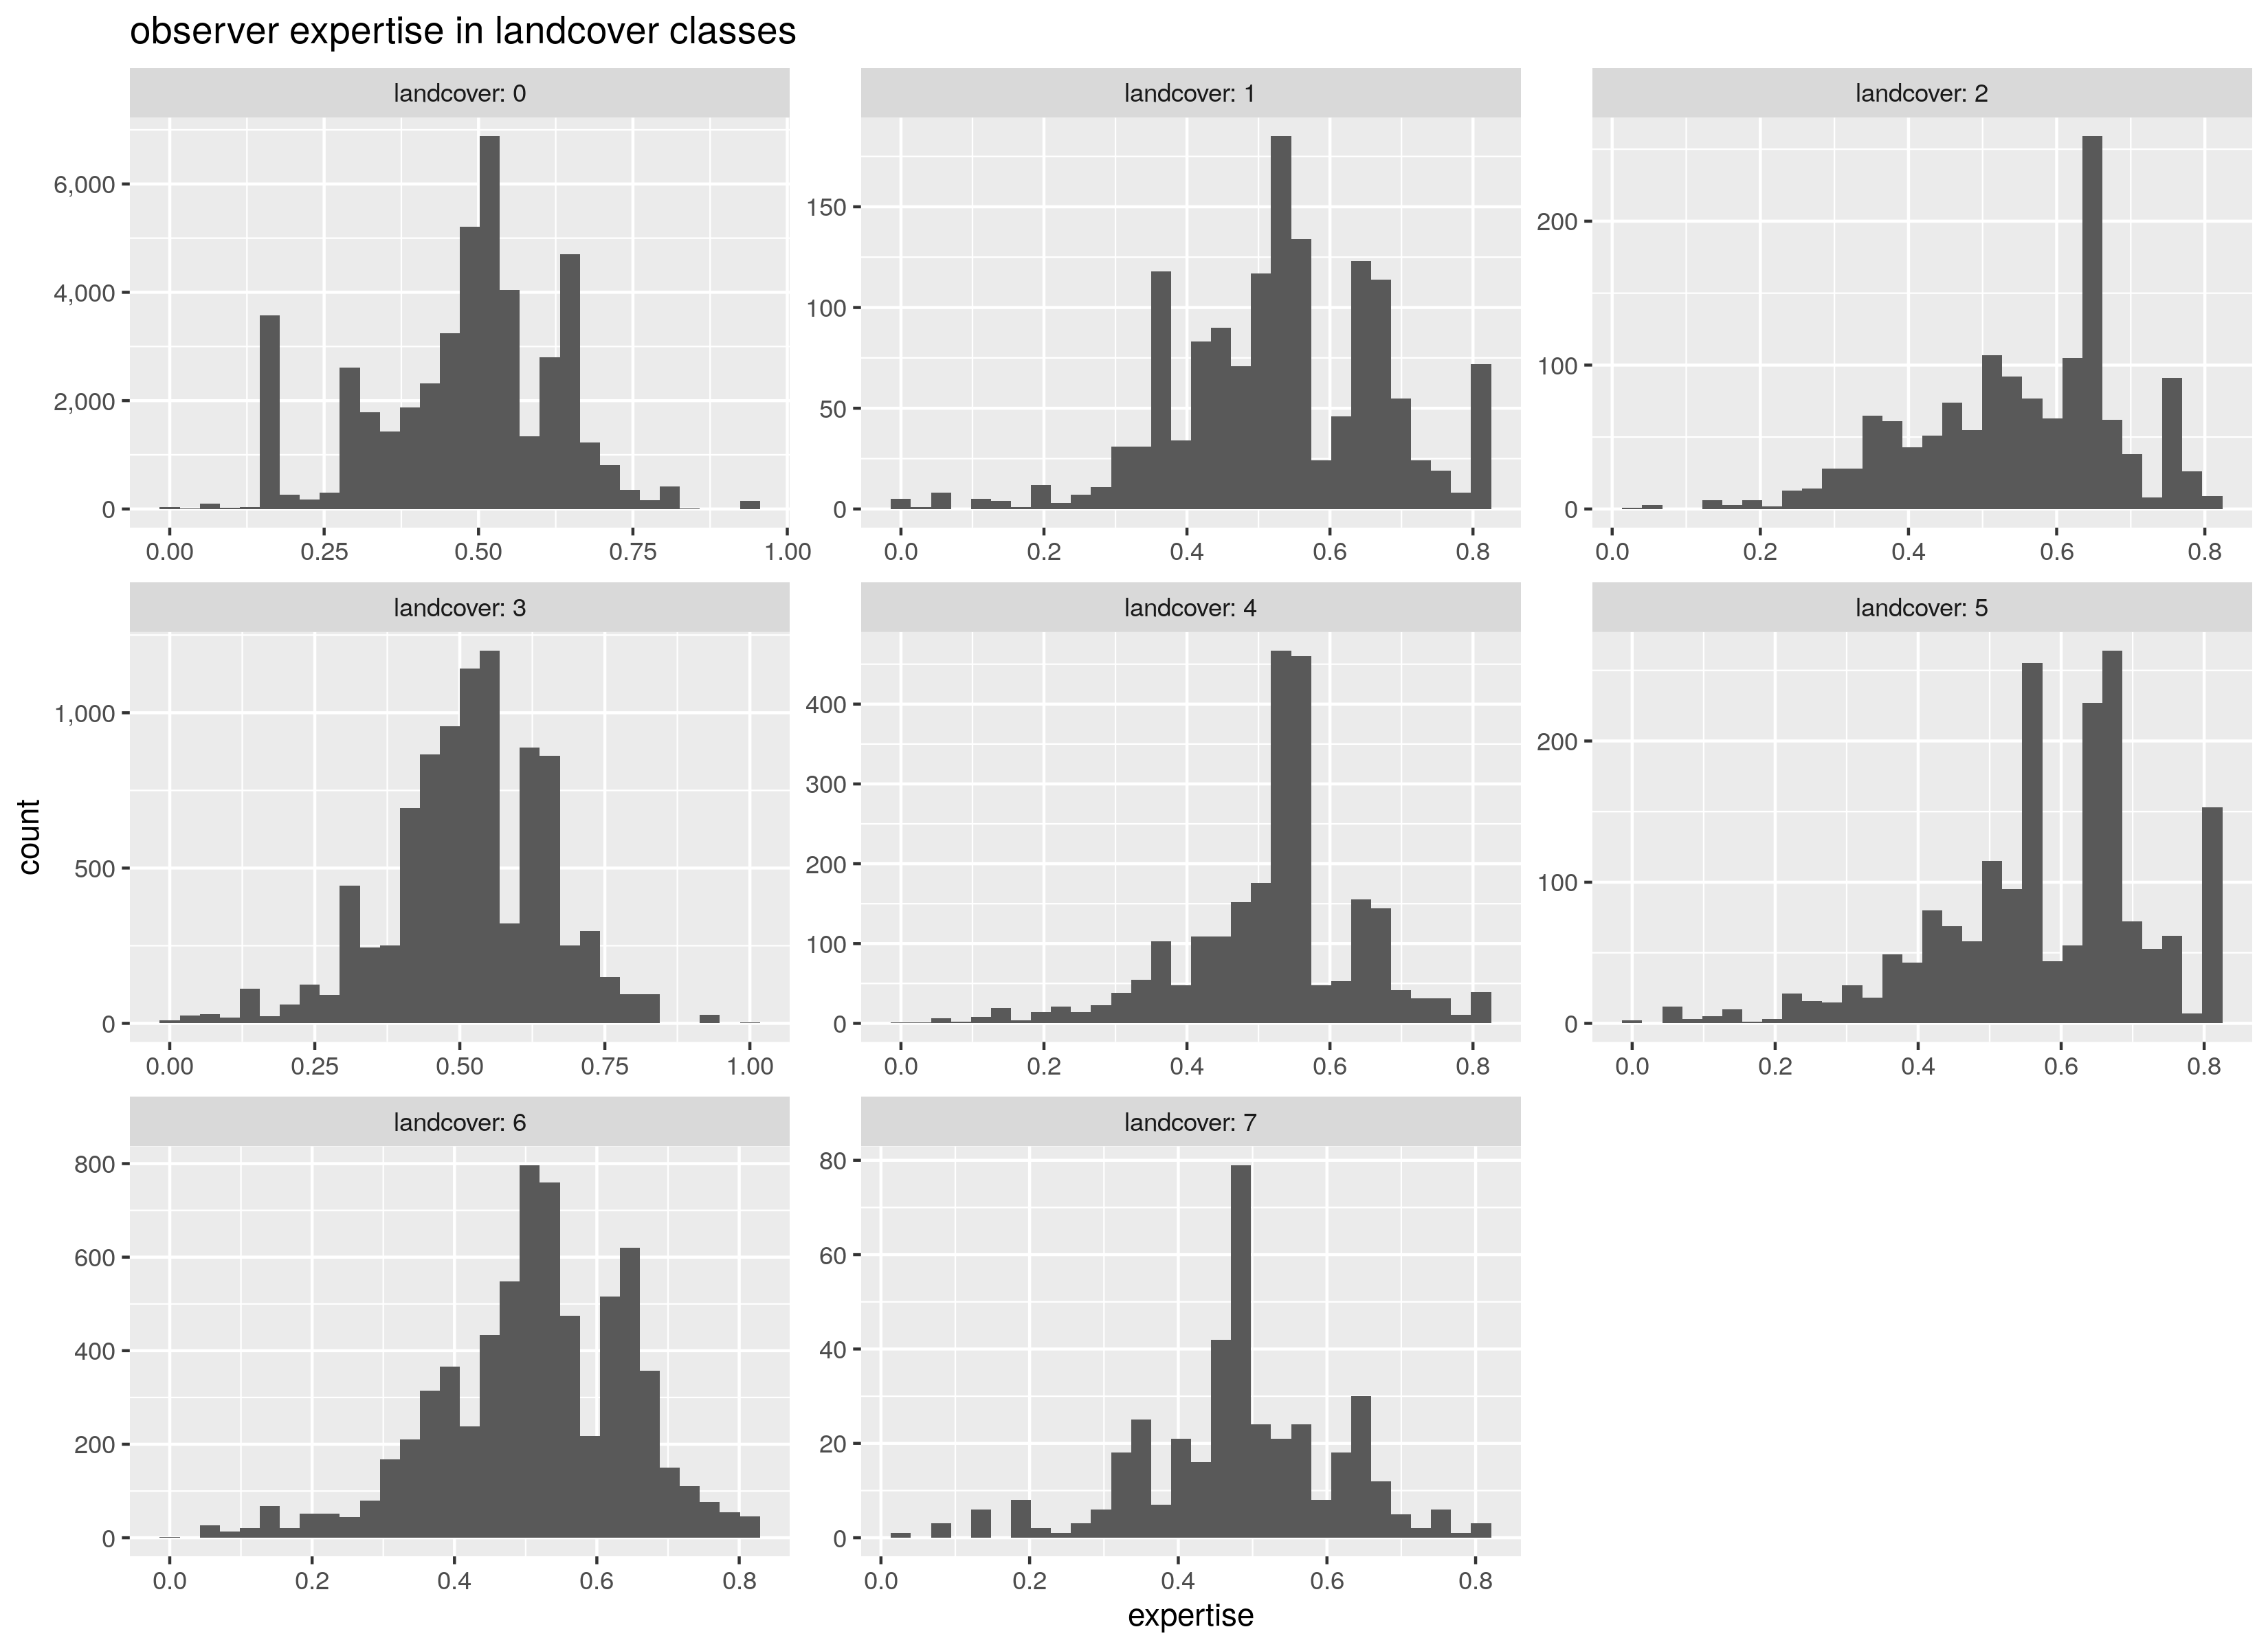 observer expertise in landcover classes
landcover: 0
landcover: 1
landcover: 2
6,000
4,000
2,000
0
150
100
50
0
200
100
0
0.00 0.25 0.50 0.75 1.00
0.0 0.2 0.4 0.6 0.8
0.0 0.2 0.4 0.6 0.8
landcover: 3
landcover: 4
landcover: 5
count
1,000
500
0
400
300
200
100
0
200
100
0
0.00 0.25 0.50 0.75 1.00
0.0 0.2 0.4 0.6 0.8
0.0 0.2 0.4 0.6 0.8
landcover: 6
landcover: 7
800
600
400
200
0
80
60
40
20
0
0.0 0.2 0.4 0.6 0.8
0.0 0.2 0.4 0.6 0.8
expertise